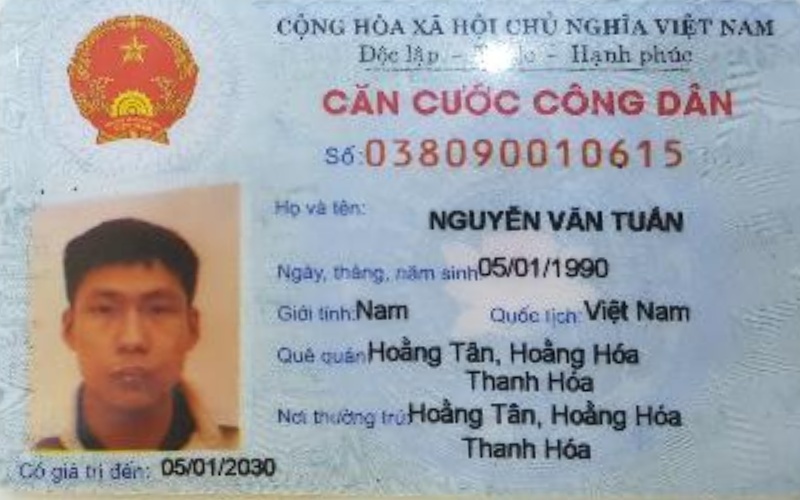 CỘNG HÒA XÃ HỘI CHỦ NGHĨA VIỆT NAM
Độc lập - do - Hạnh phúc
CĂN CƯỚC CÔNG DÂN
Số: 038090010615
Họ và tên: NGUYỄN VĂN TUẤN
Ngày, tháng, năm sinh: 05/01/1990
Giới tính: Nam Quốc tịch: Việt Nam
Quê quán: Hoằng Tân, Hoằng Hóa
Thanh Hóa
Nơi thường trú: Hoằng Tân, Hoằng Hóa
Thanh Hóa
Có giá trị đến: 05/01/2030